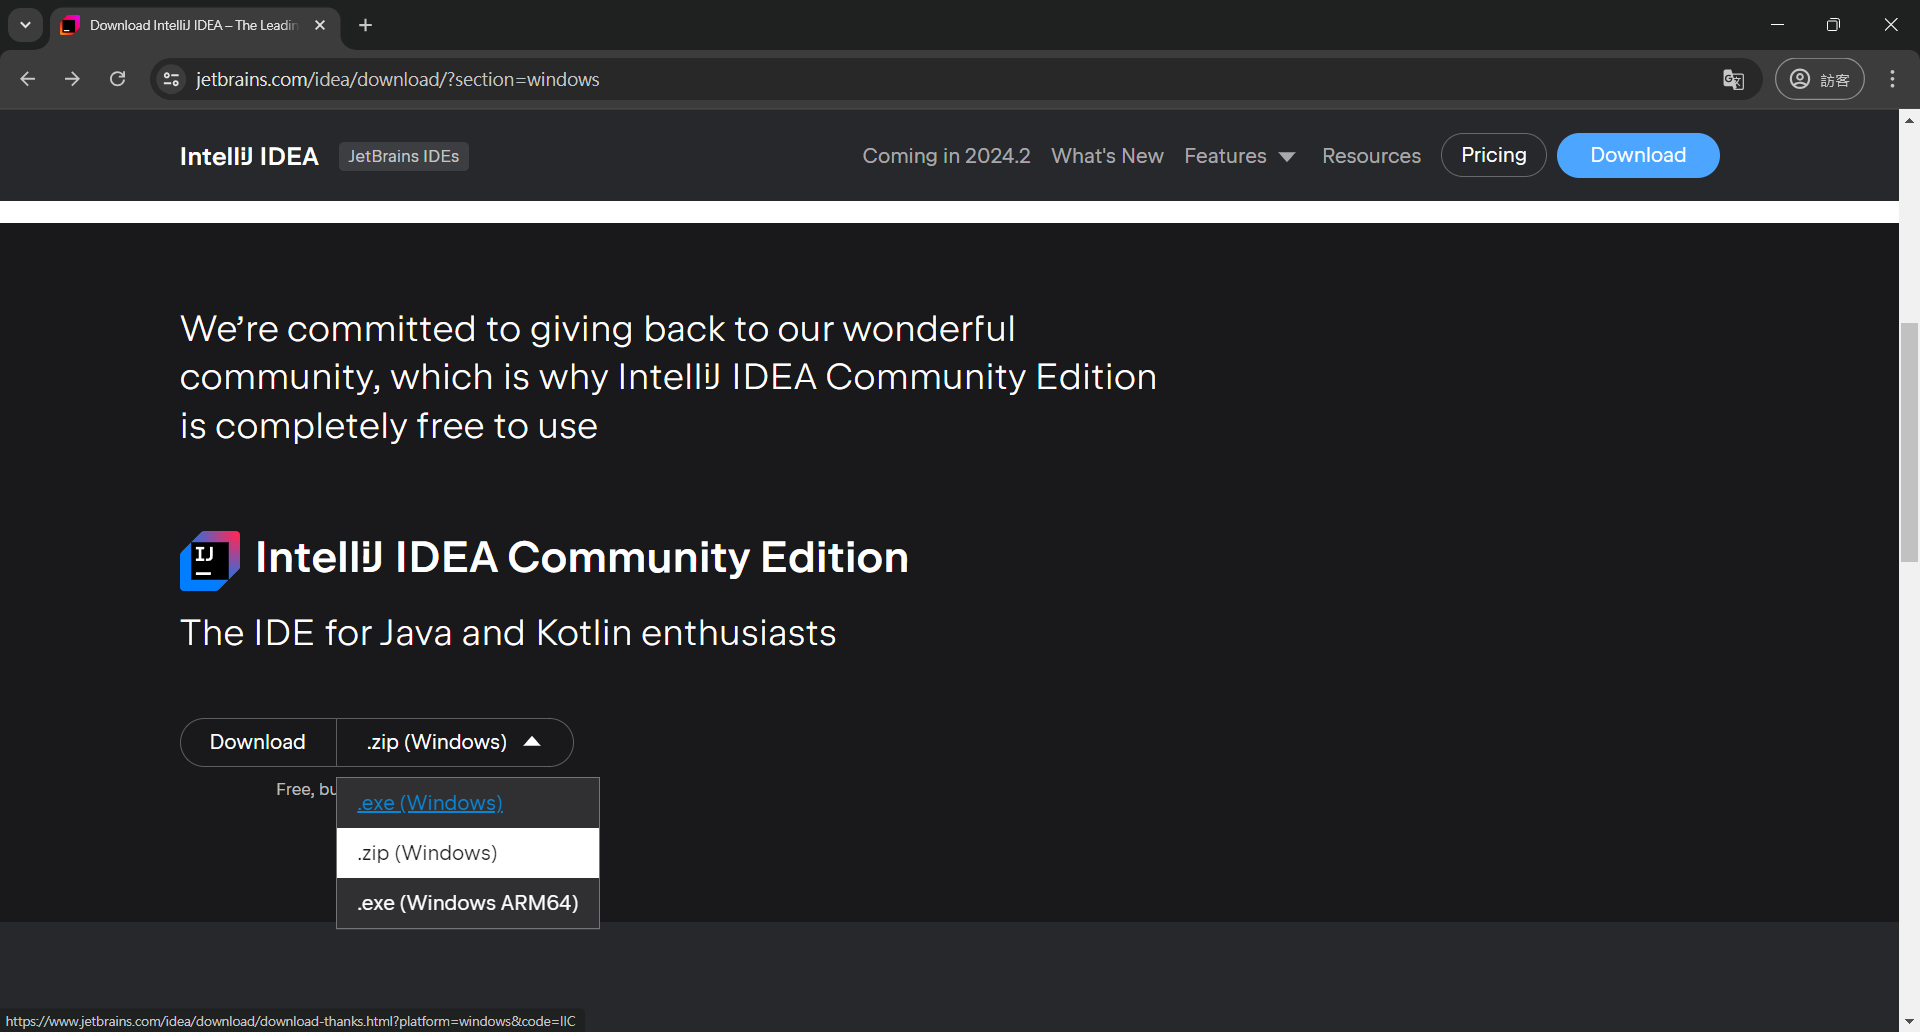 Download IntelliJ IDEA – The Leadin
jetbrains.com/idea/download/?section=windows
訪客
IntelliJ IDEA
JetBrains IDEs
Coming in 2024.2
What's New
Features
Resources
Pricing
Download
We’re committed to giving back to our wonderful
community, which is why IntelliJ IDEA Community Edition
is completely free to use
IJ
IntelliJ IDEA Community Edition
The IDE for Java and Kotlin enthusiasts
Download
.zip (Windows)
Free, bu
.exe (Windows)
.zip (Windows)
.exe (Windows ARM64)
https://www.jetbrains.com/idea/download/download-thanks.html?platform=windows&code=IIC